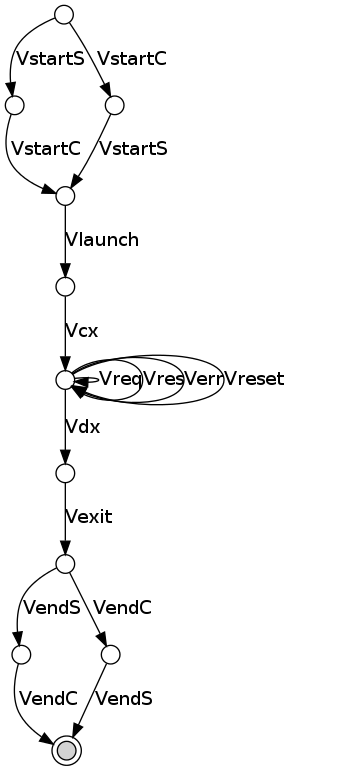 VstartS VstartC
VstartC VstartS
Vlaunch
Vcx
Vreq Vres Verr Vreset
Vdx
Vexit
VendS VendC
VendC VendS